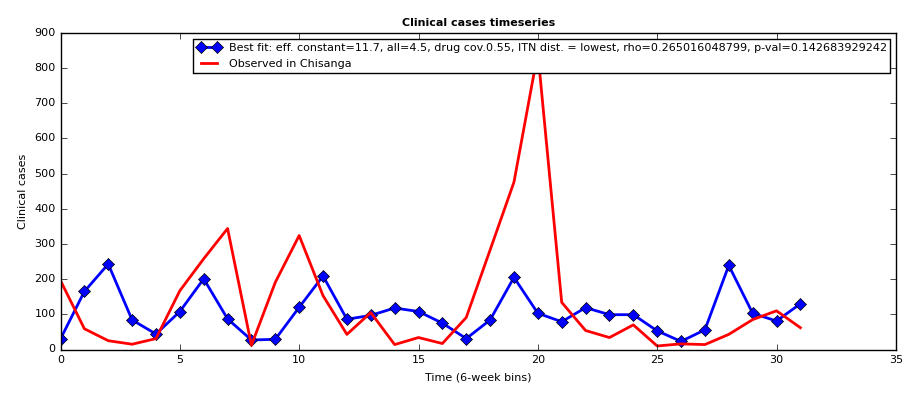 Clinical cases timeseries
Best fit: eff. constant=11.7, all=4.5, drug cov.0.55, ITN dist. = lowest, rho=0.265016048799, p-val=0.142683929242
Observed in Chisanga
900
800
700
600
500
400
300
200
100
0
Clinical cases
0 5 10 15 20 25 30 35
Time (6-week bins)